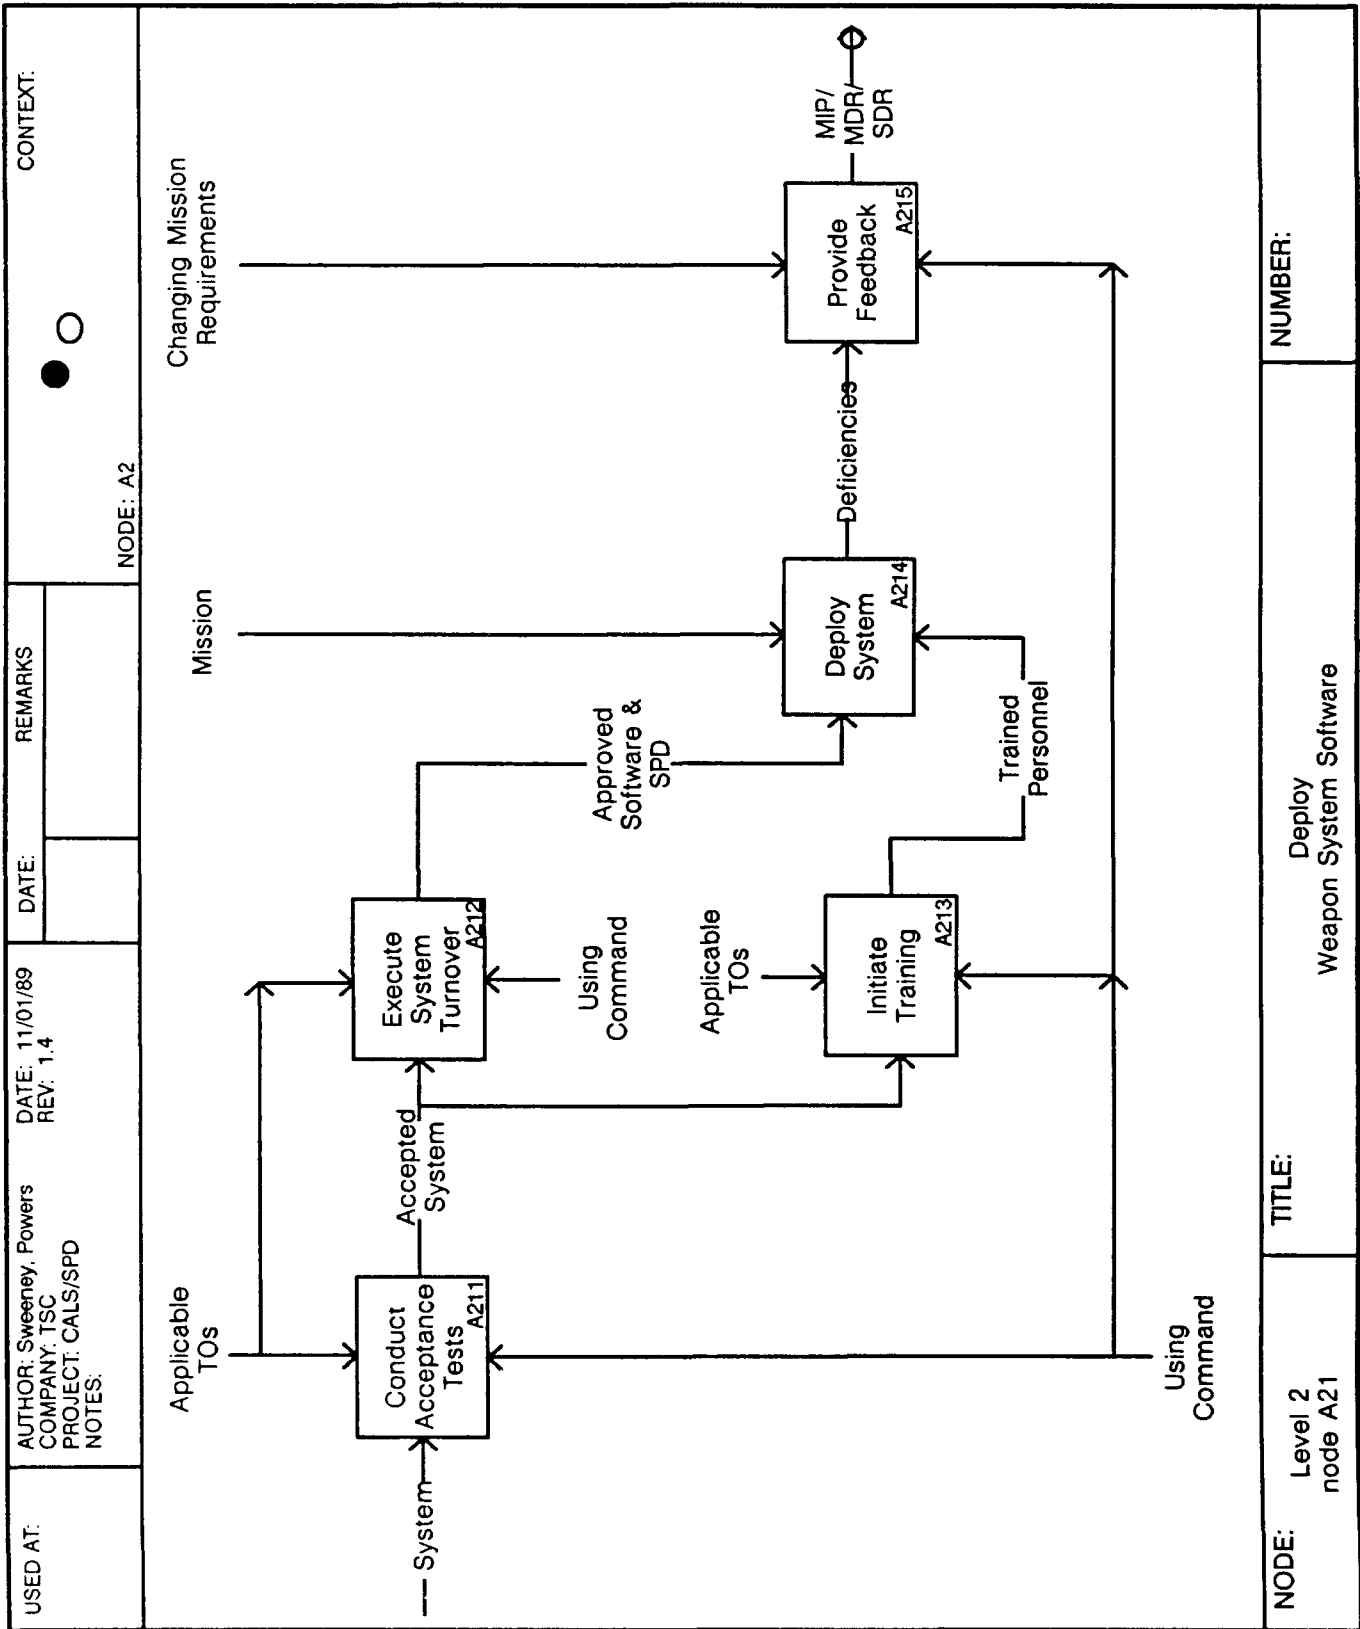 USED AT:
AUTHOR: Sweeney, Powers
COMPANY: TSC
PROJECT: CALS/SPD
NOTES:
DATE: 11/01/89
REV: 1.4
DATE:
REMARKS
NODE: A2
CONTEXT:
Applicable
TOs
Mission
Changing Mission
Requirements
System
Conduct
Acceptance
Tests
A211
Accepted
System
Execute
System
Turnover
A212
Using
Command
Approved
Software &
SPD
Applicable
TOs
Initiate
Training
A213
Trained
Personnel
Deploy
System
A214
Deficiencies
Provide
Feedback
A215
MIP/
MDR/
SDR
Using
Command
NODE:
Level 2
node A21
TITLE:
Deploy
Weapon System Software
NUMBER: